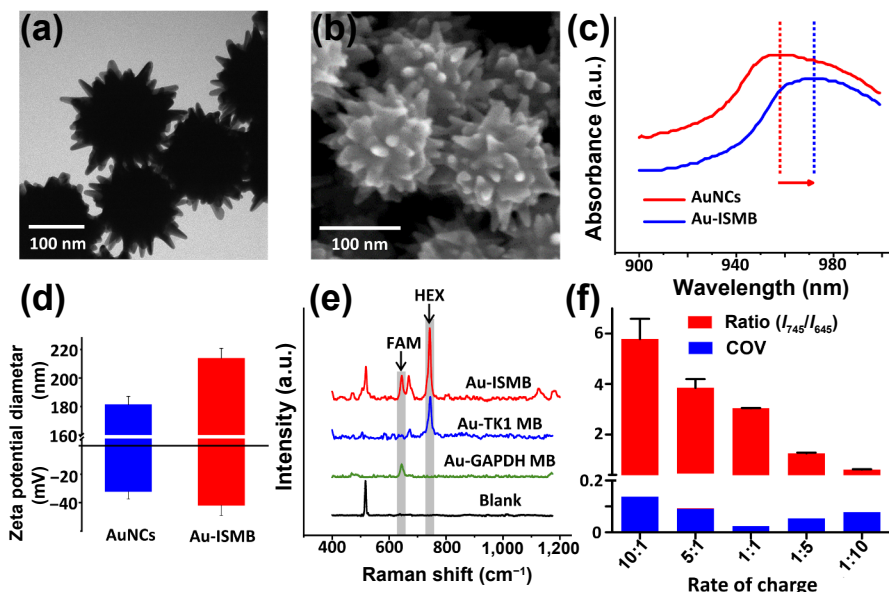 (a)
100 nm
(b)
100 nm
(c)
Absorbance (a.u.)
AuNCs
Au-ISMB
900
940
980
Wavelength (nm)
(d)
Zeta potential diametar
(mV)
(nm)
220
200
180
160
−20
−40
AuNCs
Au-ISMB
(e)
Intensity (a.u.)
HEX
FAM
Au-ISMB
Au-TK1 MB
Au-GAPDH MB
Blank
400
600
800
1,000
1,200
Raman shift (cm⁻¹)
(f)
Ratio (I745/I645)
COV
6
4
2
0.2
0
10:1
5:1
1:1
1:5
1:10
Rate of charge